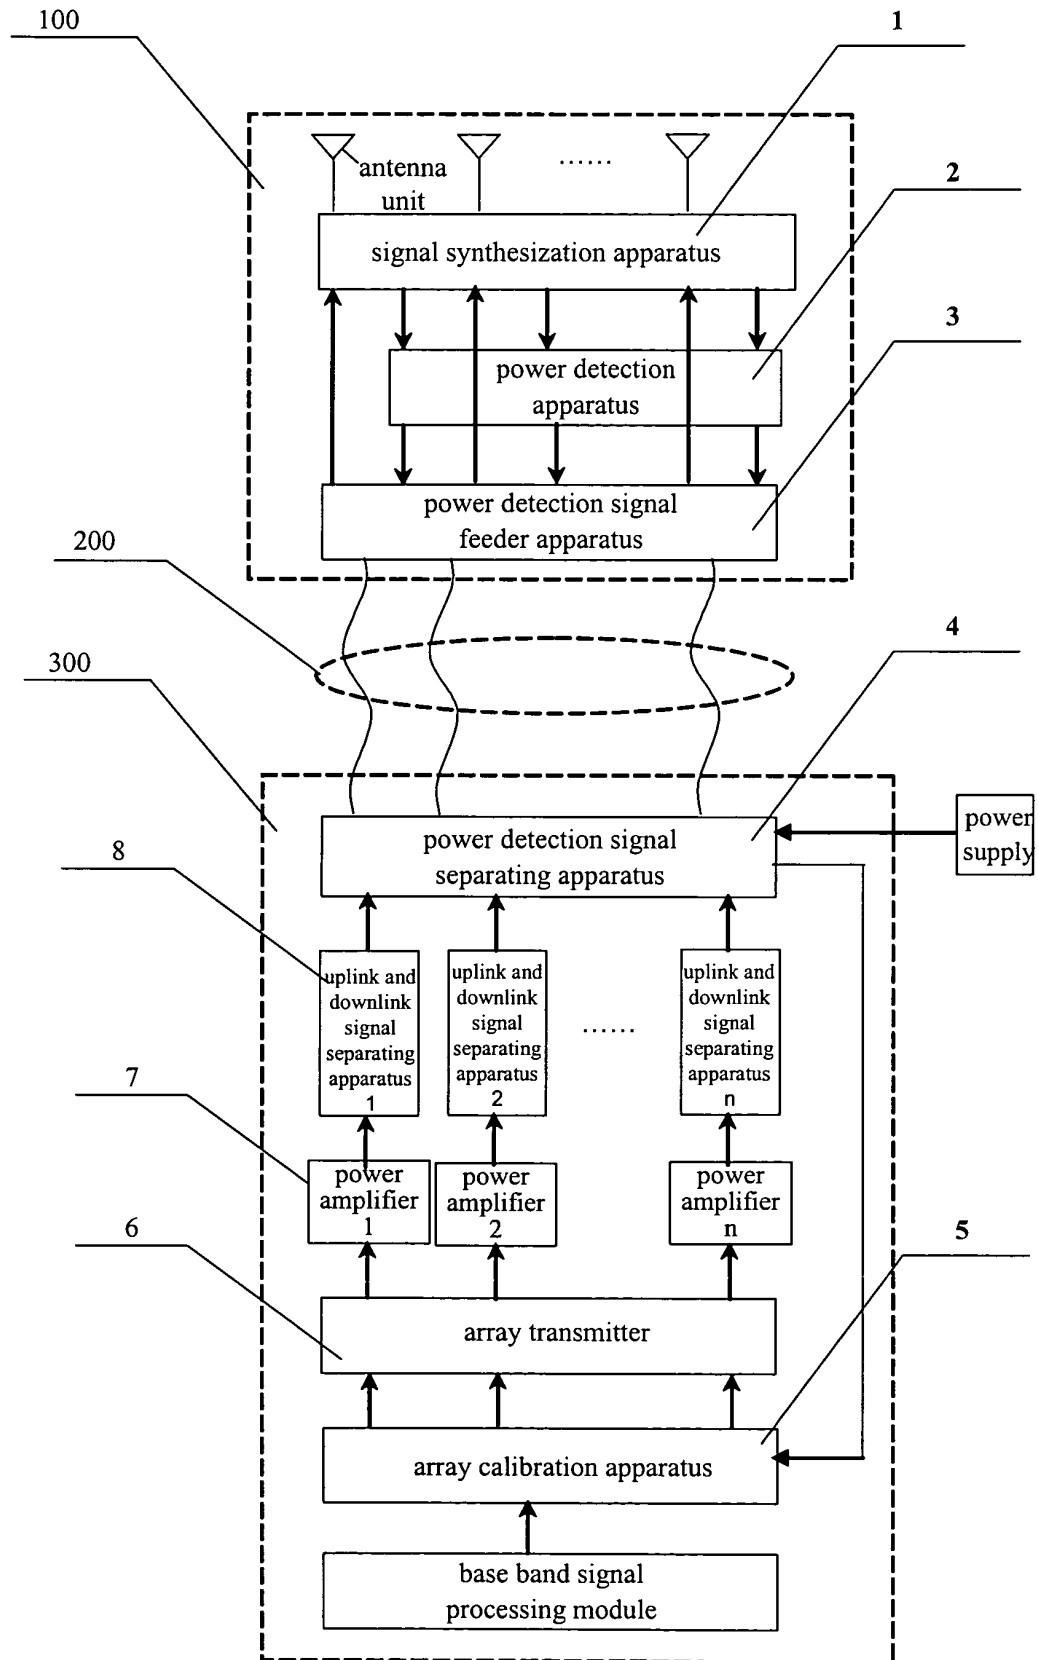 100
1
antenna
unit
......
2
signal synthesization apparatus
3
power detection
apparatus
power detection signal
feeder apparatus
200
4
300
power detection signal
separating apparatus
power
supply
8
uplink and
downlink
signal
separating
apparatus
1
uplink and
downlink
signal
separating
apparatus
2
......
uplink and
downlink
signal
separating
apparatus
n
7
power
amplifier
1
power
amplifier
2
power
amplifier
n
6
5
array transmitter
array calibration apparatus
base band signal
processing module